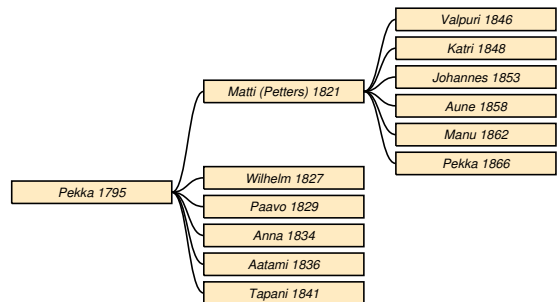 Valpuri 1846
Katri 1848
Johannes 1853
Matti (Petters) 1821
Aune 1858
Manu 1862
Pekka 1866
Wilhelm 1827
Pekka 1795
Paavo 1829
Anna 1834
Aatami 1836
Tapani 1841